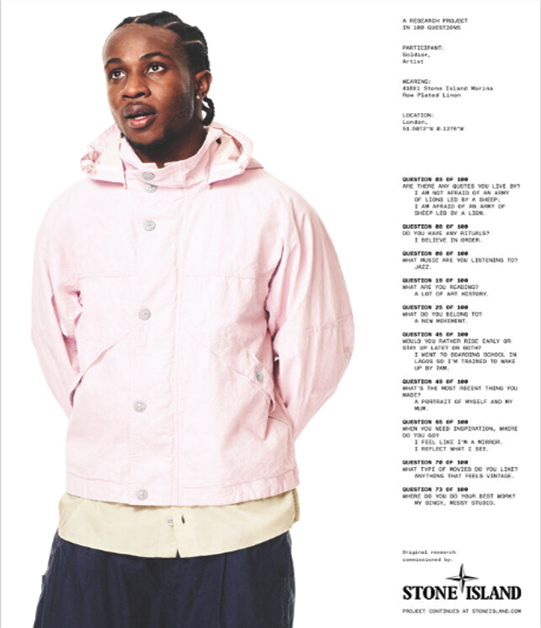 A RESEARCH PROJECT
IN 100 QUESTIONS
PARTICIPANT:
Soldier,
Artist
WEARING:
Stone Island Marina
Raw Plated Linen
LOCATION:
London,
QUESTION 03 OF 100
ARE THERE ANY QUOTES YOU LIVE BY?
I AM NOT AFRAID OF AN ARMY
OF LIONS LED BY A SHEEP;
I AM AFRAID OF AN ARMY OF
SHEEP LED BY A LION.
QUESTION 08 OF 100
DO YOU HAVE ANY RITUALS?
I BELIEVE IN ORDER.
QUESTION 09 OF 100
WHAT MUSIC ARE YOU LISTENING TO?
JAZZ.
QUESTION 19 OF 100
WHAT ARE YOU READING?
A LOT OF ART HISTORY.
QUESTION 25 OF 100
WHAT DO YOU BELONG TO?
A NEW MOVEMENT.
QUESTION 45 OF 100
WOULD YOU RATHER RISE EARLY OR
STAY UP LATE? OR BOTH?
I WENT TO BOARDING SCHOOL IN
LAGOS SO I'M TRAINED TO WAKE
UP BY 7AM.
QUESTION 49 OF 100
WHAT'S THE MOST RECENT THING YOU
MADE?
A PORTRAIT OF MYSELF AND MY
MUM.
QUESTION 65 OF 100
WHEN YOU NEED INSPIRATION, WHERE
DO YOU GO?
I FEEL LIKE I'M A MIRROR.
I REFLECT WHAT I SEE.
QUESTION 70 OF 100
WHAT TYPE OF MOVIES DO YOU LIKE?
ANYTHING THAT FEELS VINTAGE.
QUESTION 73 OF 100
WHERE DO YOU DO YOUR BEST WORK?
MY DINGY, MESSY STUDIO.
Original research
commissioned by:
STONE ISLAND
PROJECT CONTINUES AT STONEISLAND.COM